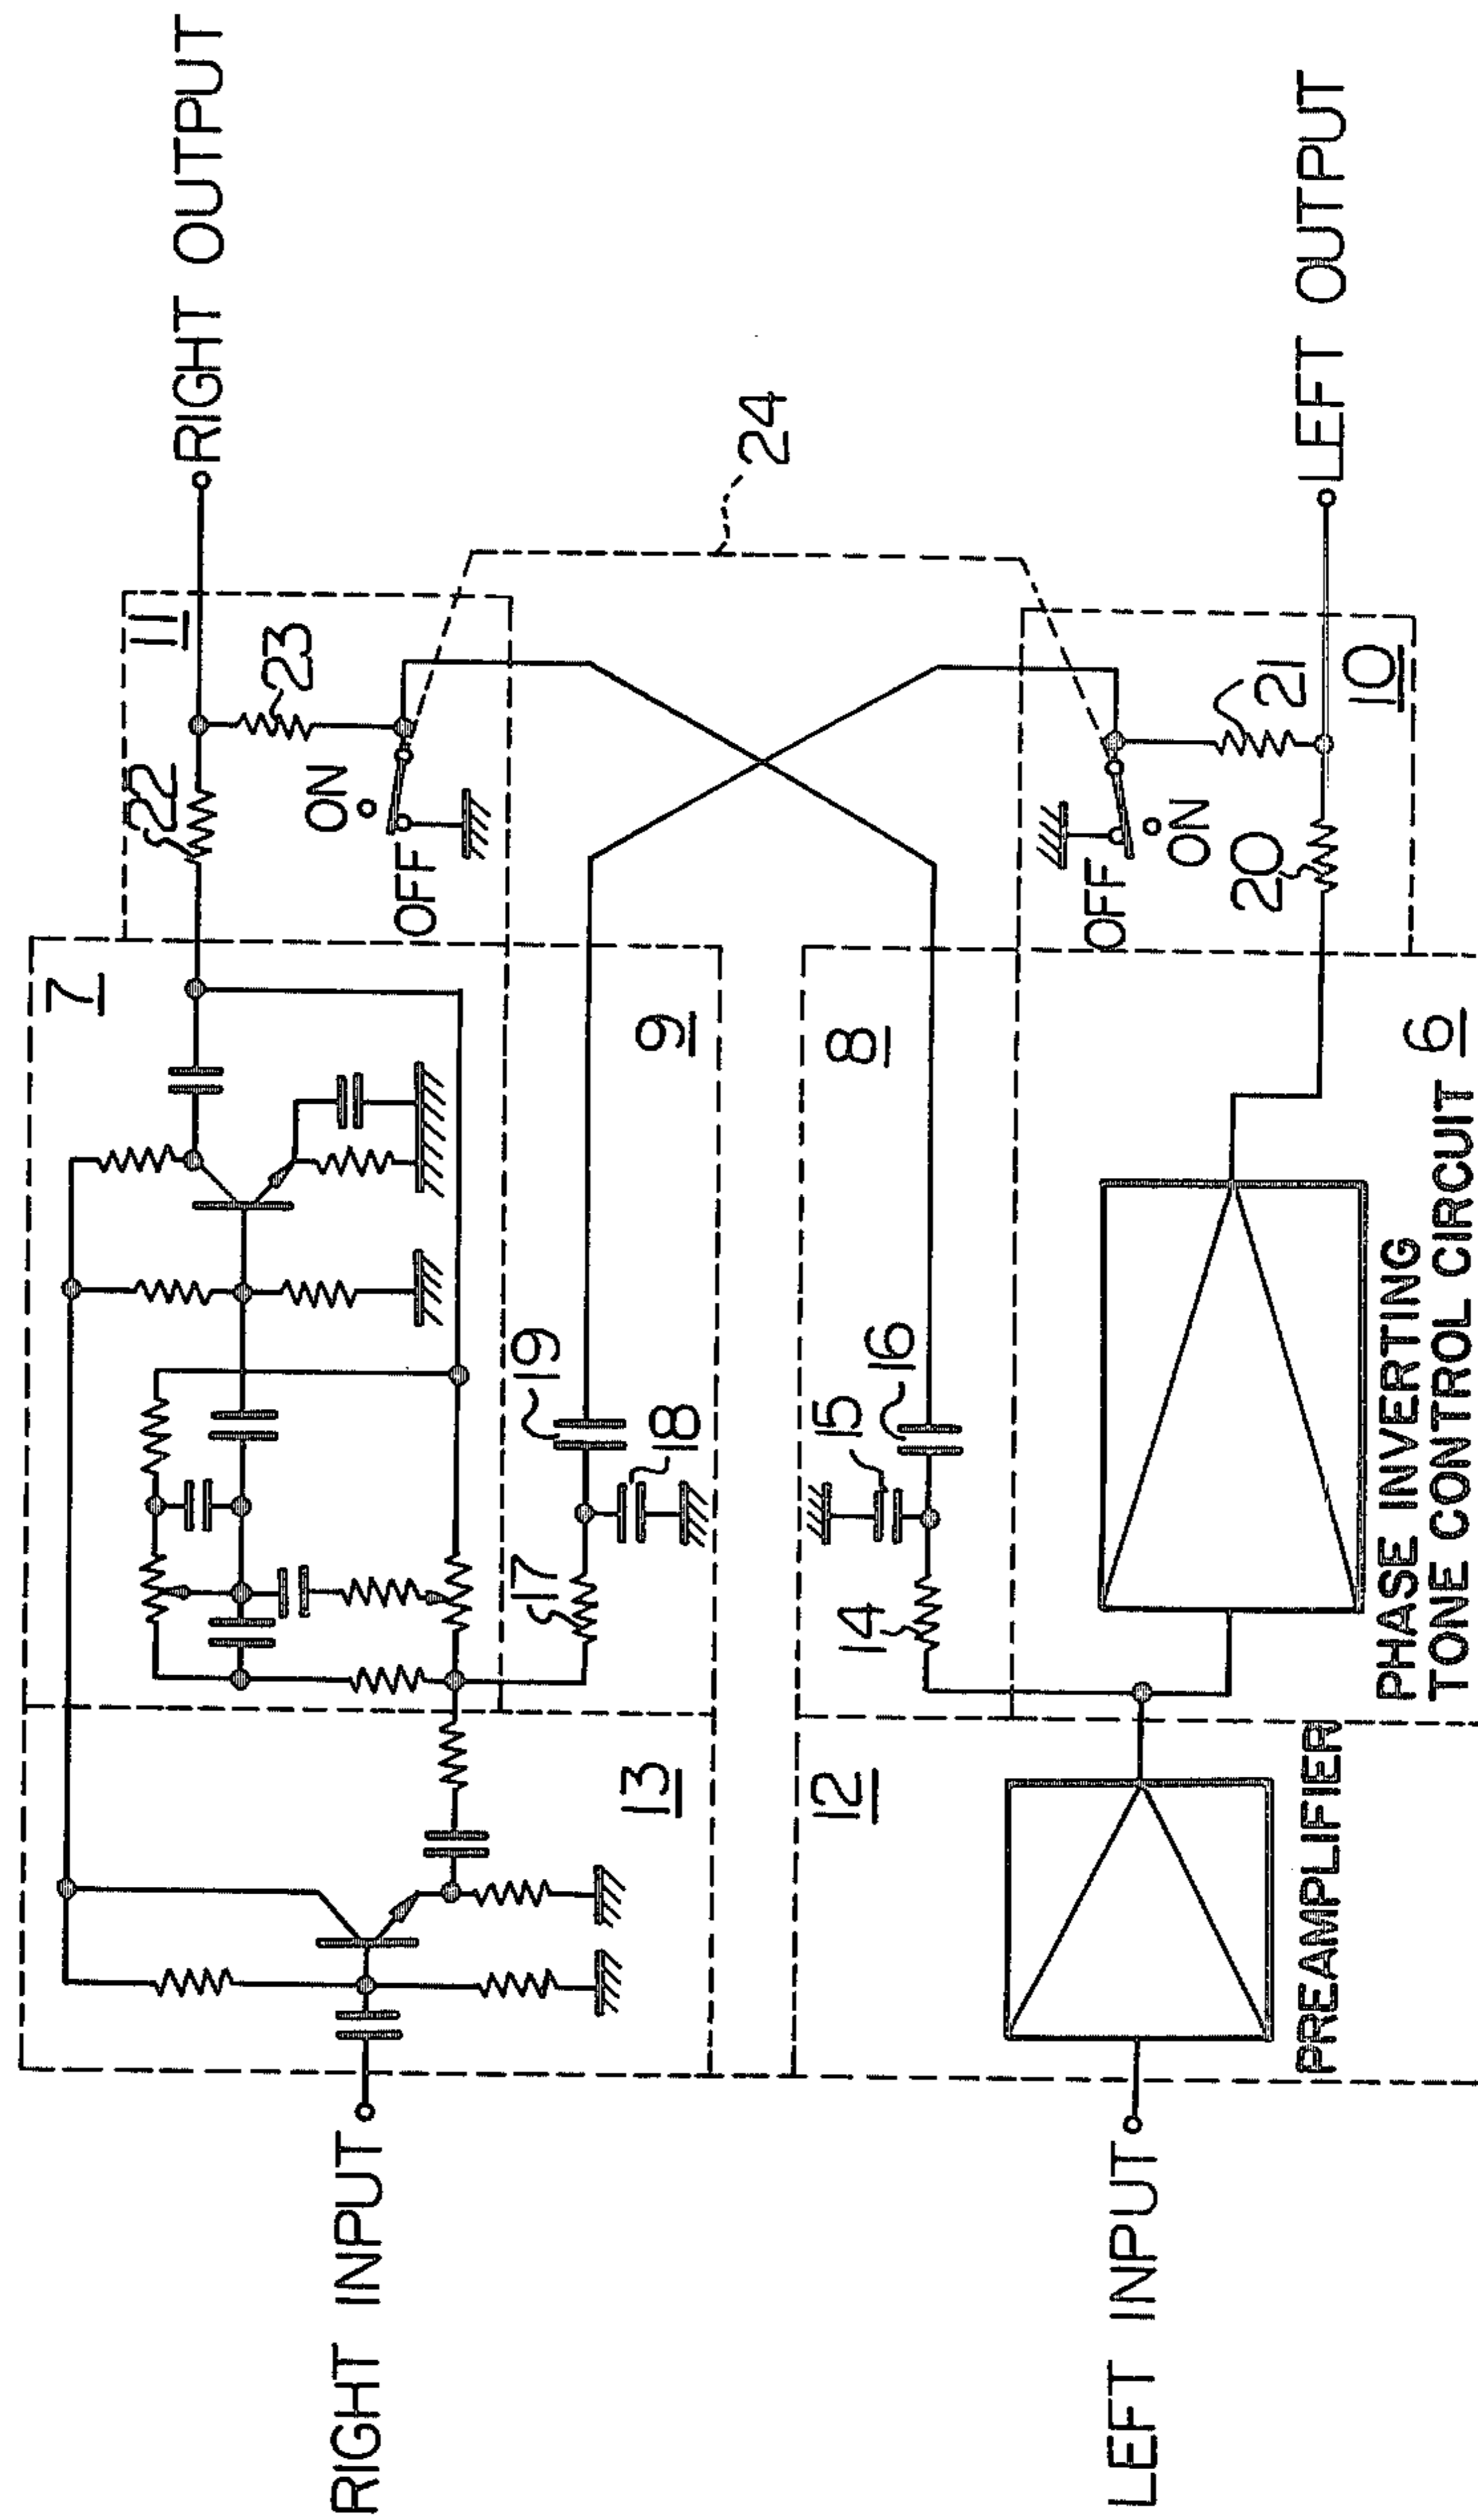 RIGHT INPUT
RIGHT OUTPUT
7
11
22
23
ON
OFF
13
17
18
19
9
24
12
14
15
16
8
OFF
ON
20
21
10
LEFT INPUT
LEFT OUTPUT
PREAMPLIFIER
PHASE INVERTING
TONE CONTROL CIRCUIT
6